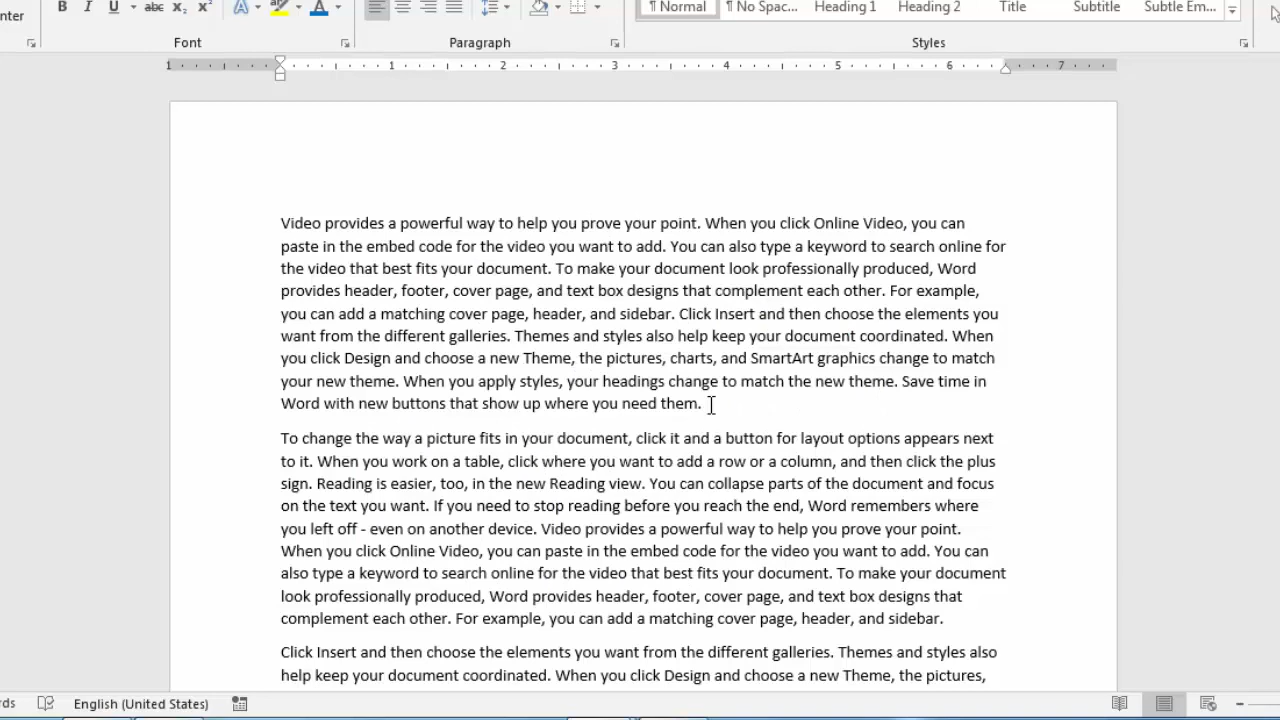 nter
B I U abc x₂ x² A A
¶ Normal ¶ No Spac... Heading 1 Heading 2 Title Subtitle Subtle Em...
Font Paragraph Styles
1 1 2 3 4 5 6 7
Video provides a powerful way to help you prove your point. When you click Online Video, you can
paste in the embed code for the video you want to add. You can also type a keyword to search online for
the video that best fits your document. To make your document look professionally produced, Word
provides header, footer, cover page, and text box designs that complement each other. For example,
you can add a matching cover page, header, and sidebar. Click Insert and then choose the elements you
want from the different galleries. Themes and styles also help keep your document coordinated. When
you click Design and choose a new Theme, the pictures, charts, and SmartArt graphics change to match
your new theme. When you apply styles, your headings change to match the new theme. Save time in
Word with new buttons that show up where you need them.
To change the way a picture fits in your document, click it and a button for layout options appears next
to it. When you work on a table, click where you want to add a row or a column, and then click the plus
sign. Reading is easier, too, in the new Reading view. You can collapse parts of the document and focus
on the text you want. If you need to stop reading before you reach the end, Word remembers where
you left off - even on another device. Video provides a powerful way to help you prove your point.
When you click Online Video, you can paste in the embed code for the video you want to add. You can
also type a keyword to search online for the video that best fits your document. To make your document
look professionally produced, Word provides header, footer, cover page, and text box designs that
complement each other. For example, you can add a matching cover page, header, and sidebar.
Click Insert and then choose the elements you want from the different galleries. Themes and styles also
help keep your document coordinated. When you click Design and choose a new Theme, the pictures,
rds English (United States)